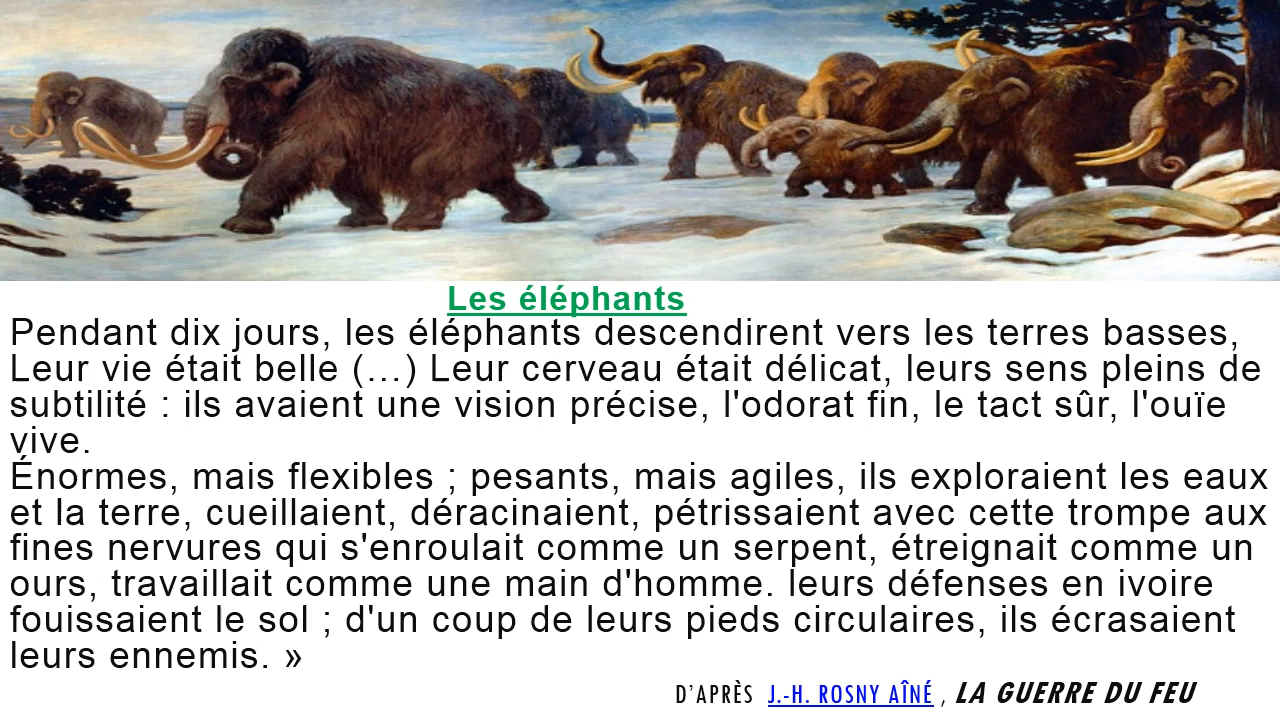 Les éléphants
Pendant dix jours, les éléphants descendirent vers les terres basses,
Leur vie était belle (...) Leur cerveau était délicat, leurs sens pleins de
subtilité : ils avaient une vision précise, l'odorat fin, le tact sûr, l'ouïe
vive.
Énormes, mais flexibles ; pesants, mais agiles, ils exploraient les eaux
et la terre, cueillaient, déracinaient, pétrissaient avec cette trompe aux
fines nervures qui s'enroulait comme un serpent, étreignait comme un
ours, travaillait comme une main d'homme. leurs défenses en ivoire
fouissaient le sol ; d'un coup de leurs pieds circulaires, ils écrasaient
leurs ennemis. »
D'APRÈS J.-H. ROSNY AÎNÉ , LA GUERRE DU FEU